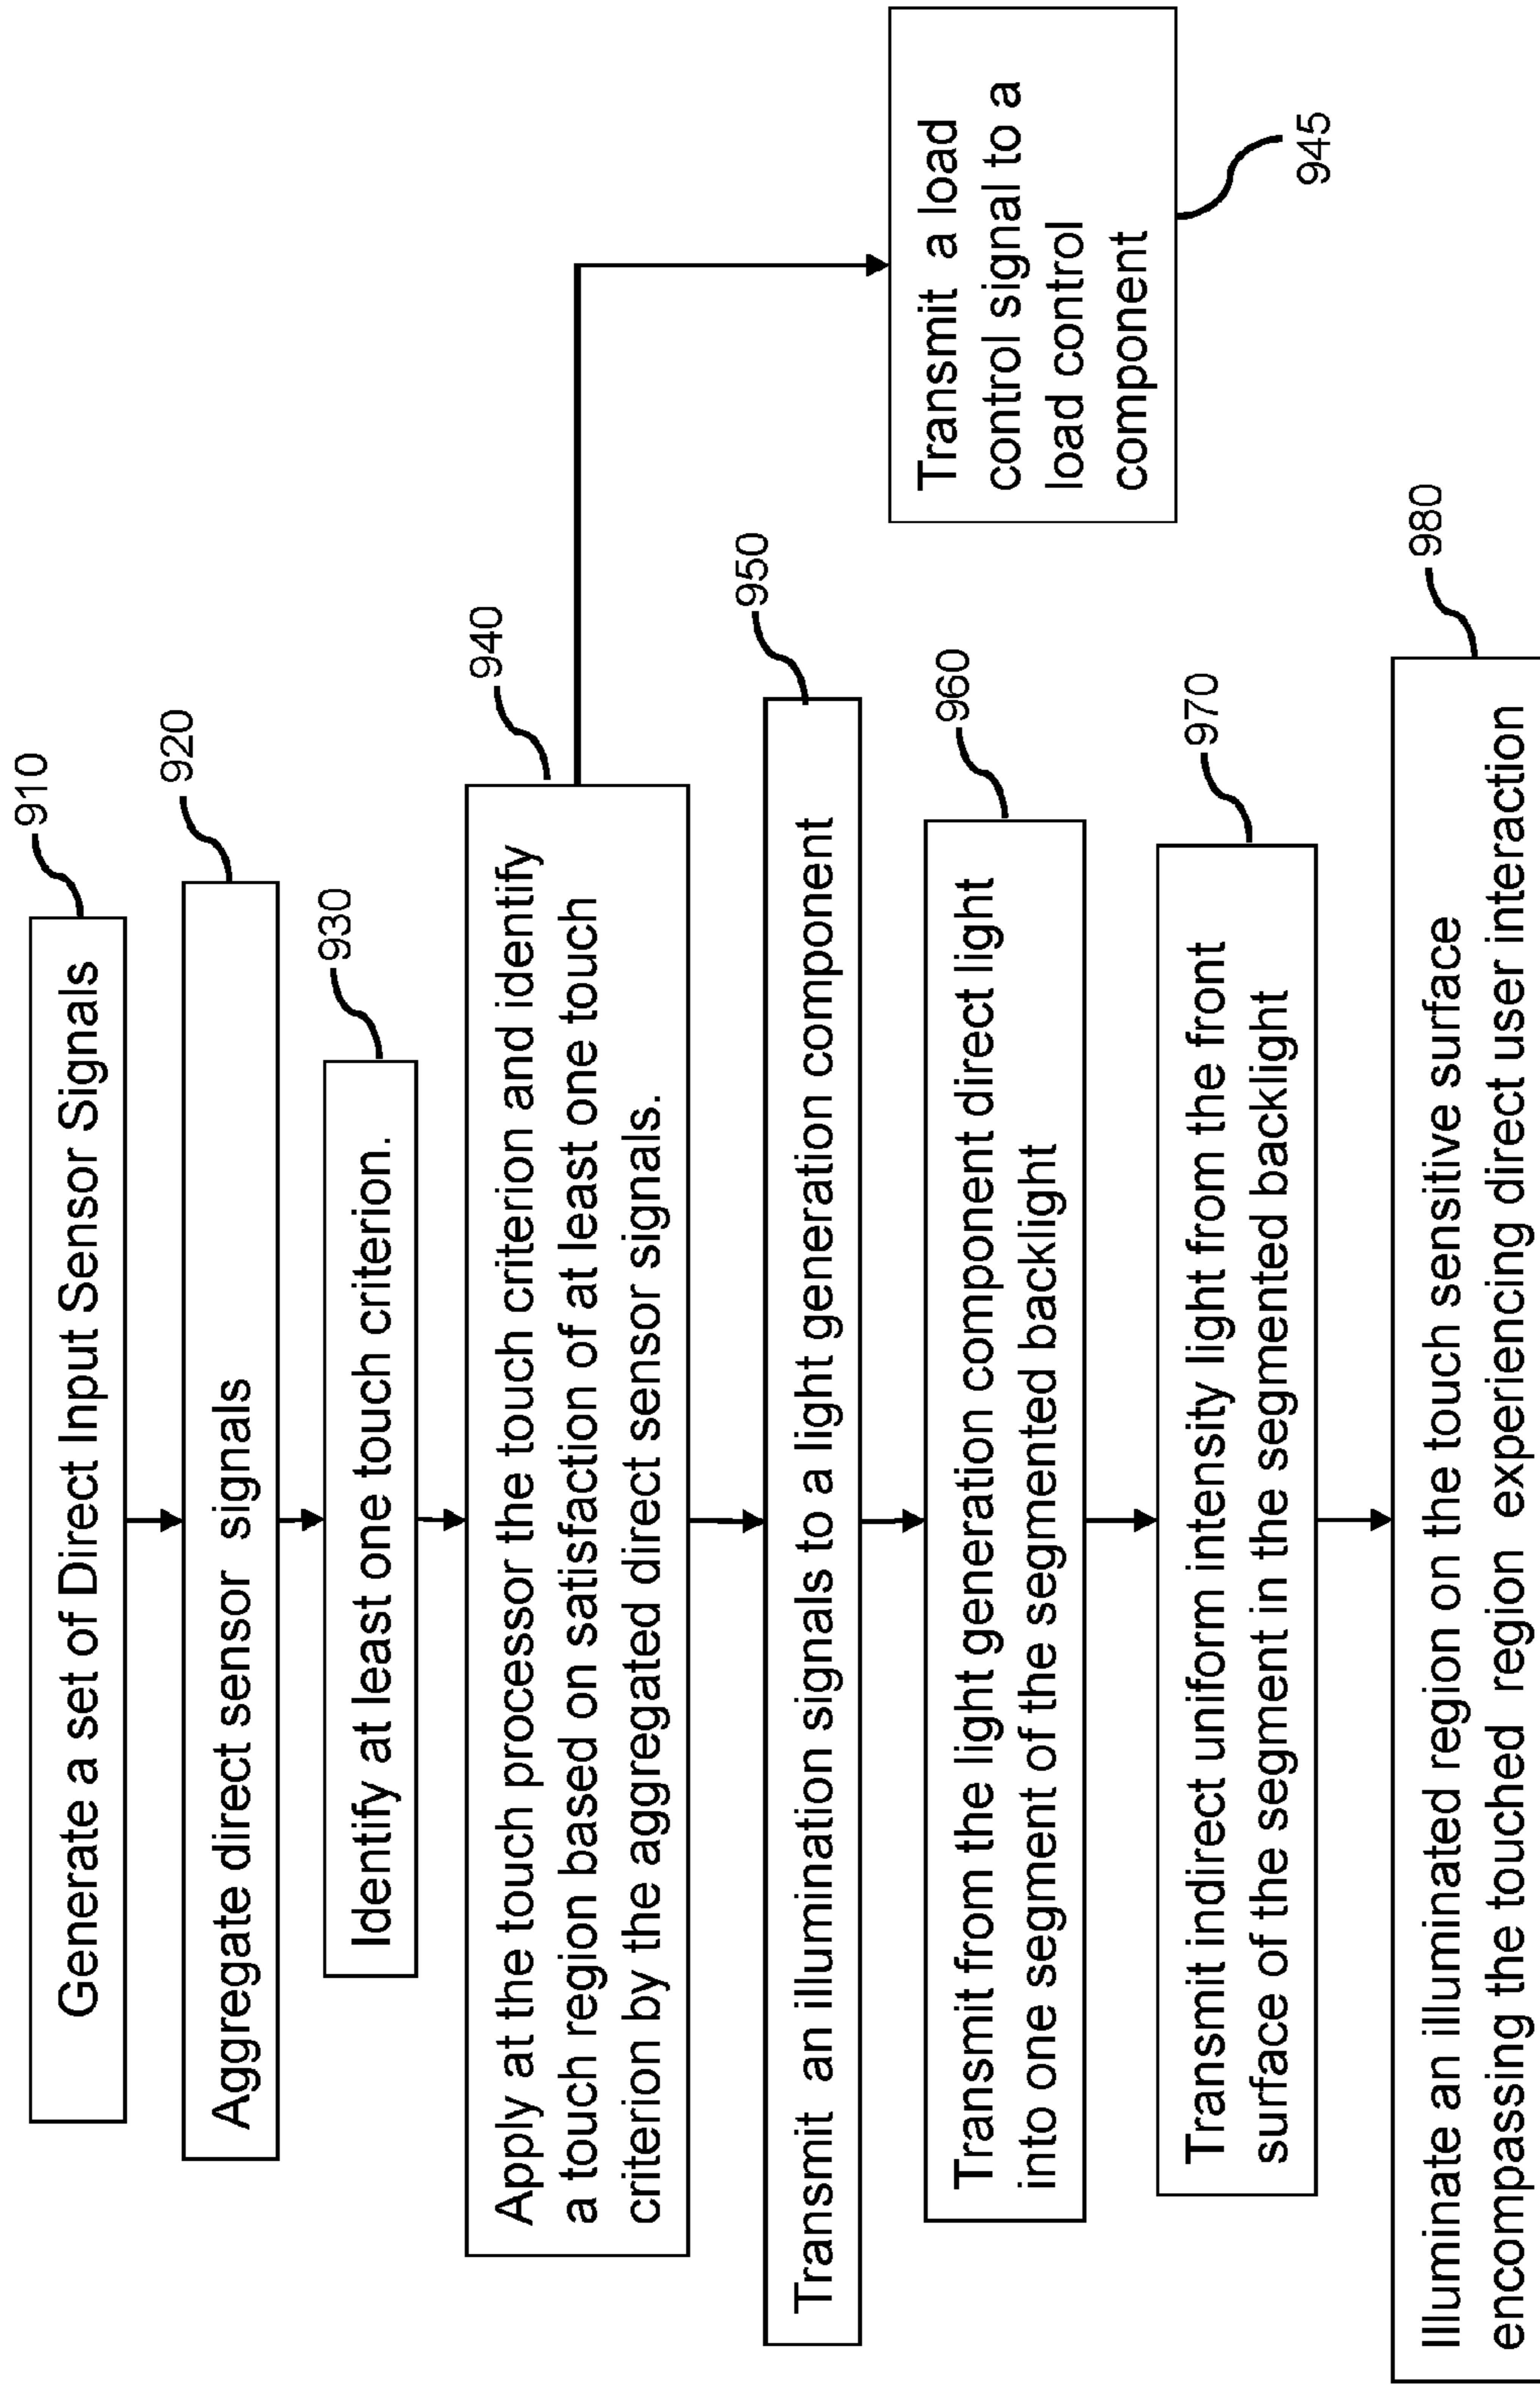 Generate a set of Direct Input Sensor Signals
910
Aggregate direct sensor signals
920
Identify at least one touch criterion.
930
Apply at the touch processor the touch criterion and identify
a touch region based on satisfaction of at least one touch
criterion by the aggregated direct sensor signals.
940
Transmit a load
control signal to a
load control
component
945
Transmit an illumination signals to a light generation component
950
Transmit from the light generation component direct light
into one segment of the segmented backlight
960
Transmit indirect uniform intensity light from the front
surface of the segment in the segmented backlight
970
Illuminate an illuminated region on the touch sensitive surface
encompassing the touched region experiencing direct user interaction
980